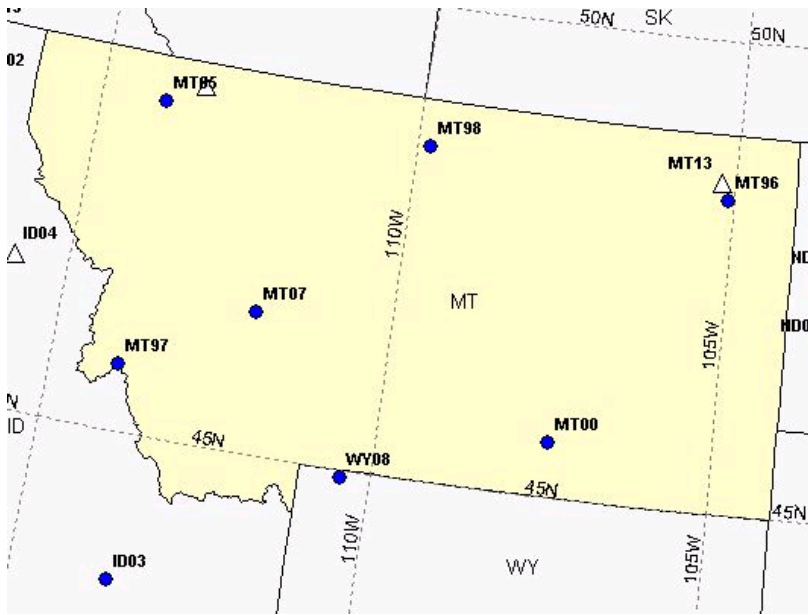 50N
SK
50N
02
MT05
MT98
MT13
MT96
ID04
110W
ND
MT07
MT
ND0
MT97
105W
N
ID
45N
MT00
WY08
45N
45N
110W
105W
ID03
WY